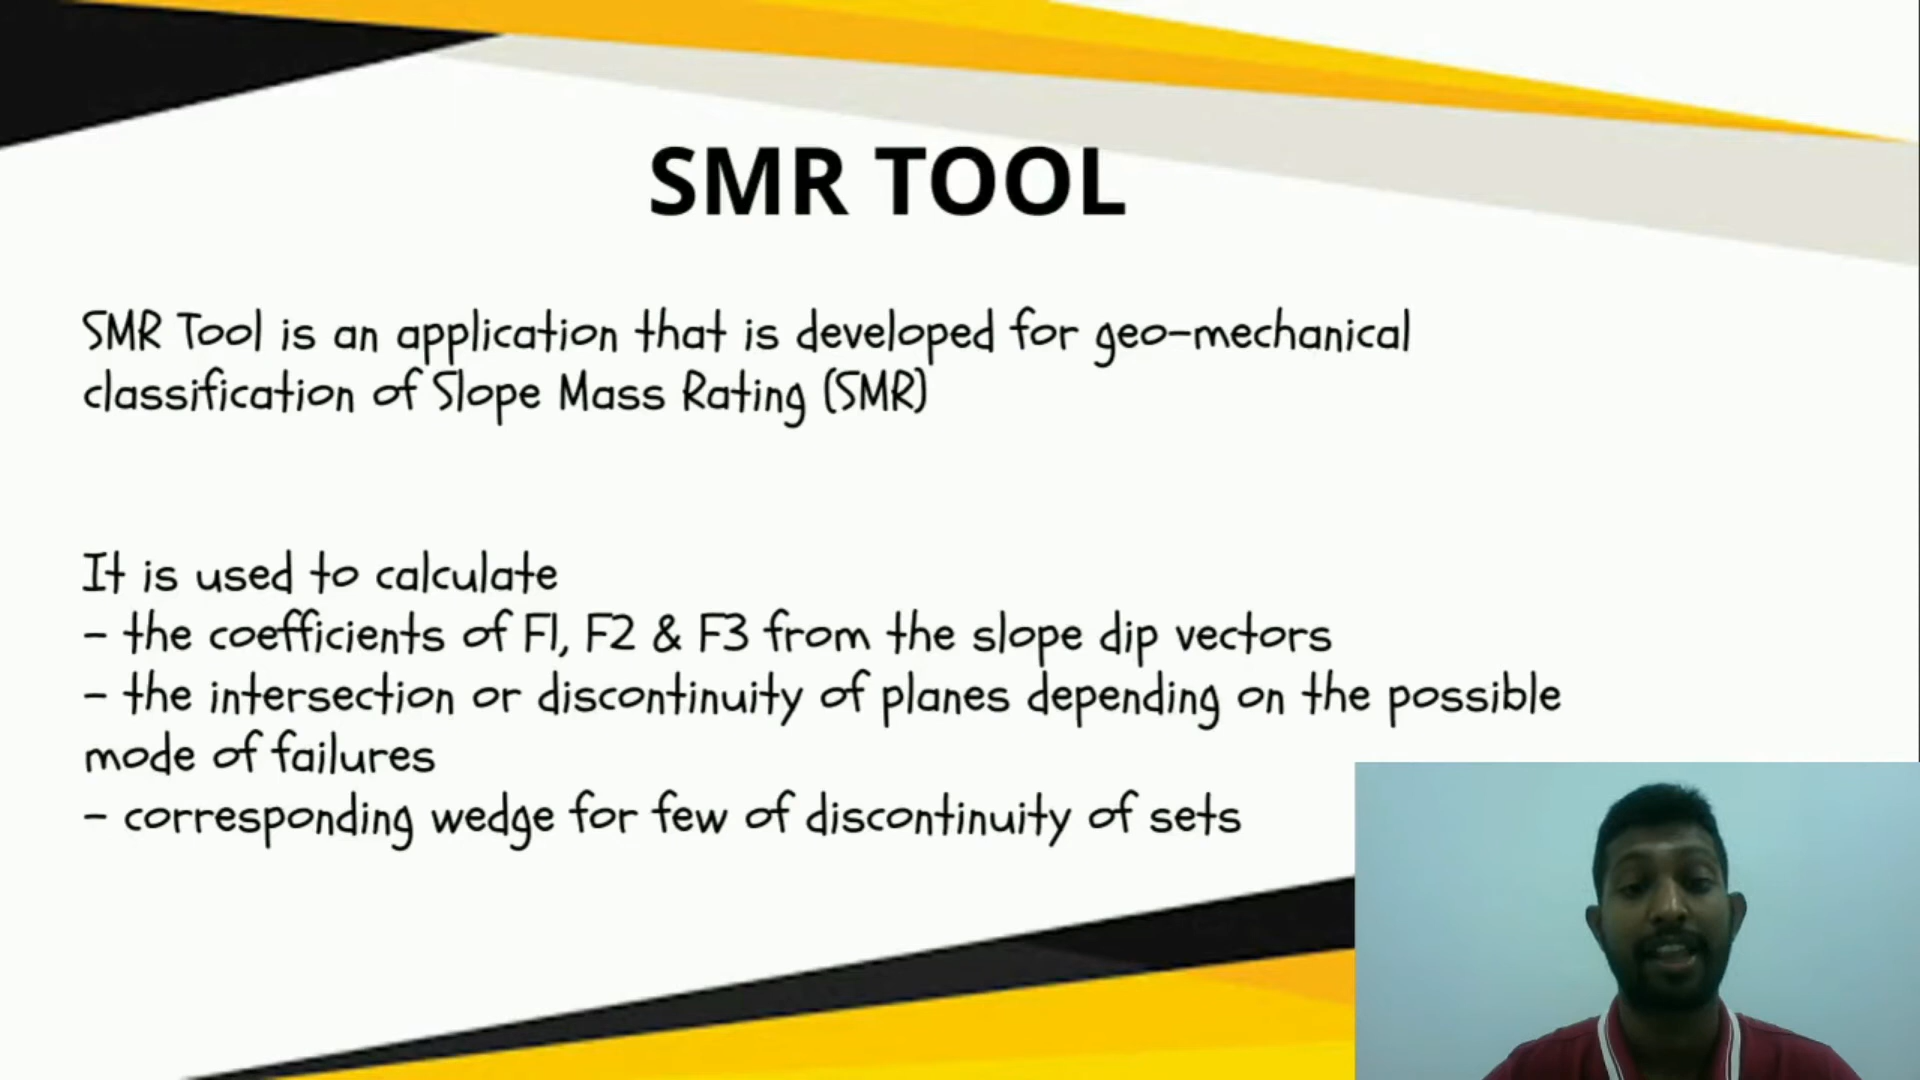 SMR TOOL
SMR Tool is an application that is developed for geo-mechanical
classification of Slope Mass Rating (SMR)
It is used to calculate
- the coefficients of F1, F2 & F3 from the slope dip vectors
- the intersection or discontinuity of planes depending on the possible
mode of failures
- corresponding wedge for few of discontinuity of sets